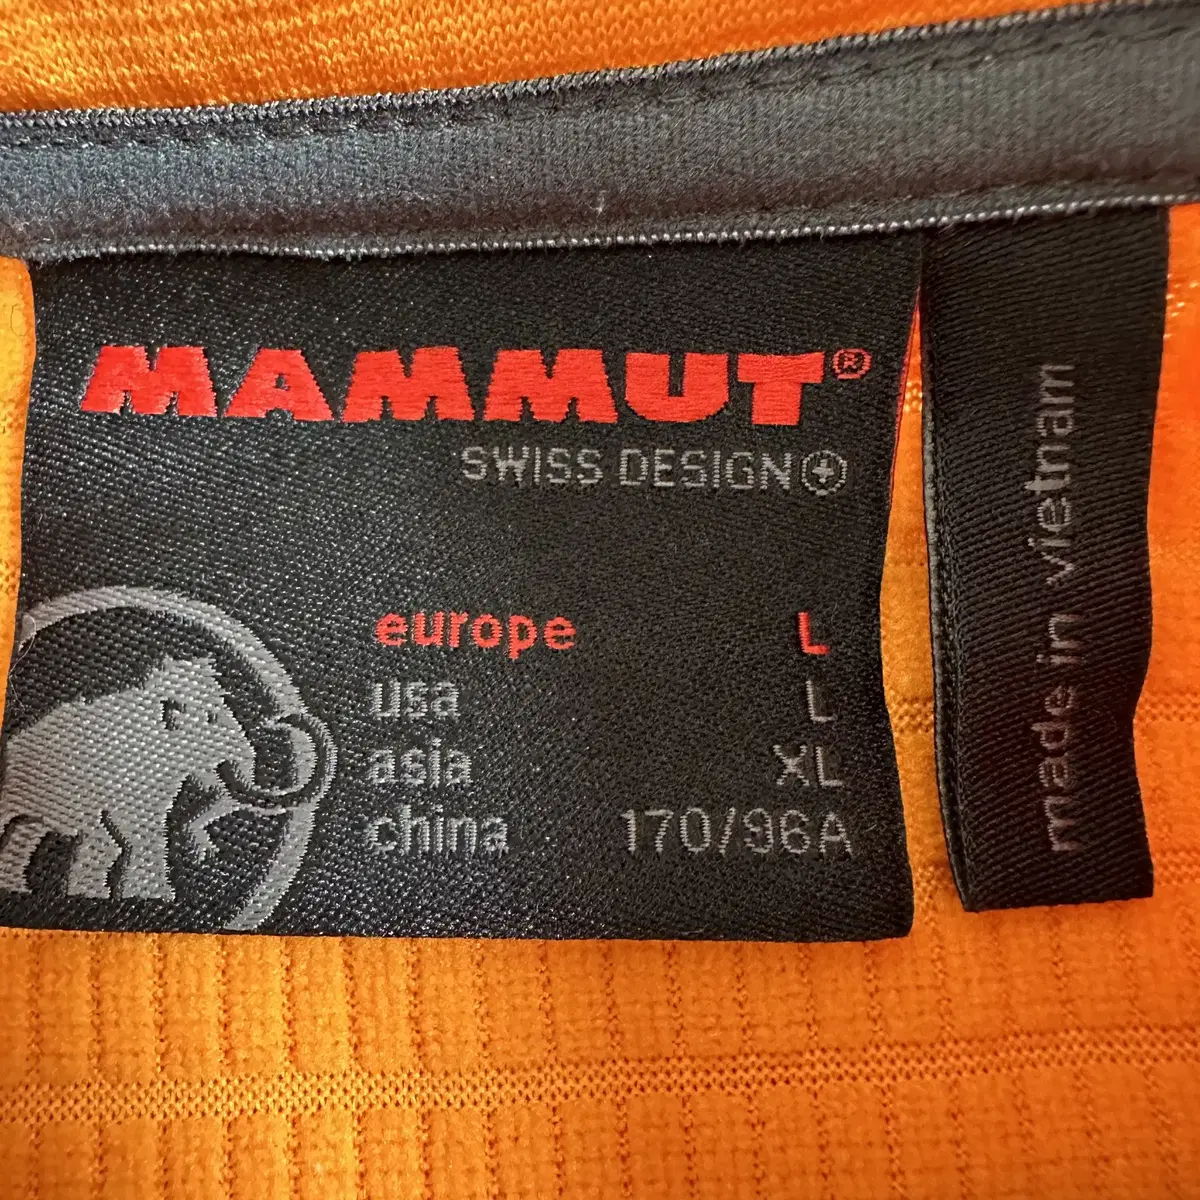 MAMMUT®
SWISS DESIGN
europe L
usa L
asia XL
china 170/96A
made in vietnam